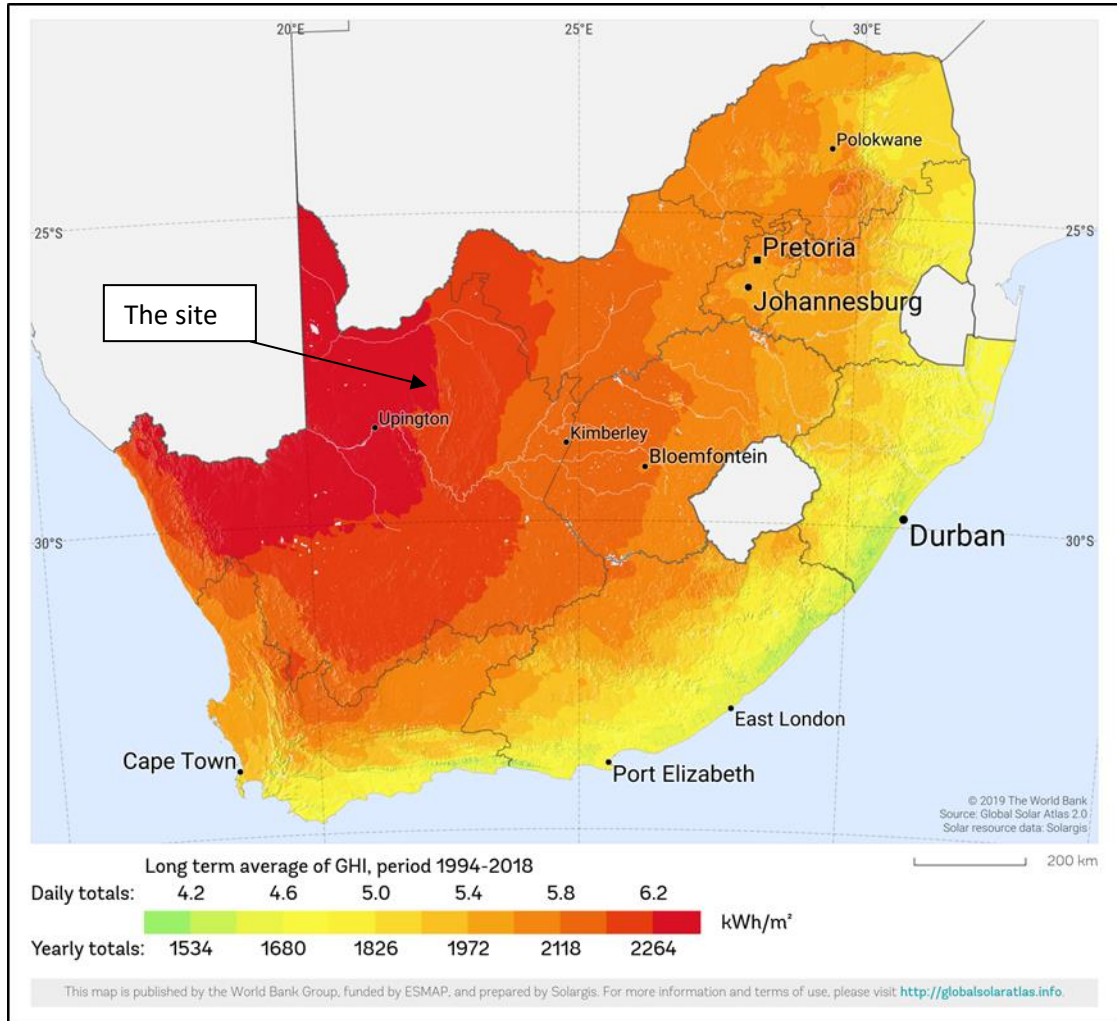 20°E
25°E
30°E
Polokwane
25°S
25°S
Pretoria
Johannesburg
The site
Upington
Kimberley
Bloemfontein
Durban
30°S
30°S
East London
Cape Town
Port Elizabeth
© 2019 The World Bank
Source: Global Solar Atlas 2.0
Solar resource data: Solargis
Long term average of GHI, period 1994-2018
200 km
Daily totals: 4.2 4.6 5.0 5.4 5.8 6.2
kWh/m²
Yearly totals: 1534 1680 1826 1972 2118 2264
This map is published by the World Bank Group, funded by ESMAP, and prepared by Solargis. For more information and terms of use, please visit http://globalsolaratlas.info.